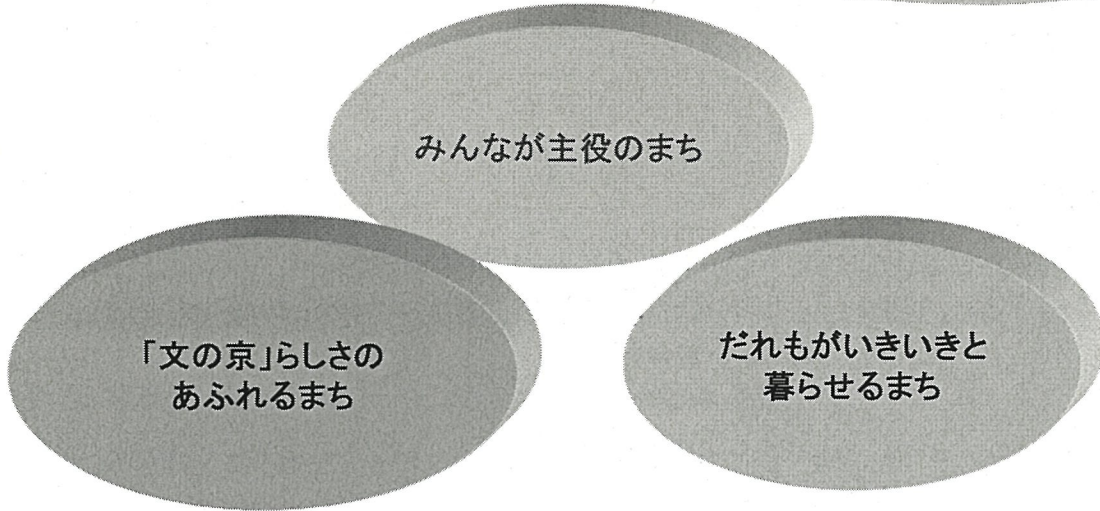 みんなが主役のまち
「文の京」らしさの
あふれるまち
だれもがいきいきと
暮らせるまち